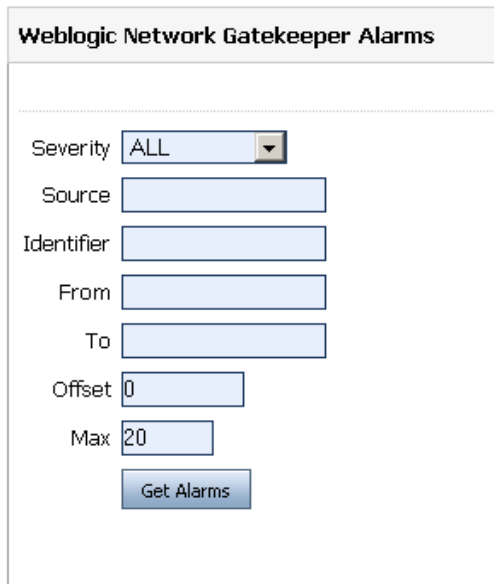 Weblogic Network Gatekeeper Alarms
Severity ALL
Source
Identifier
From
To
Offset 0
Max 20
Get Alarms